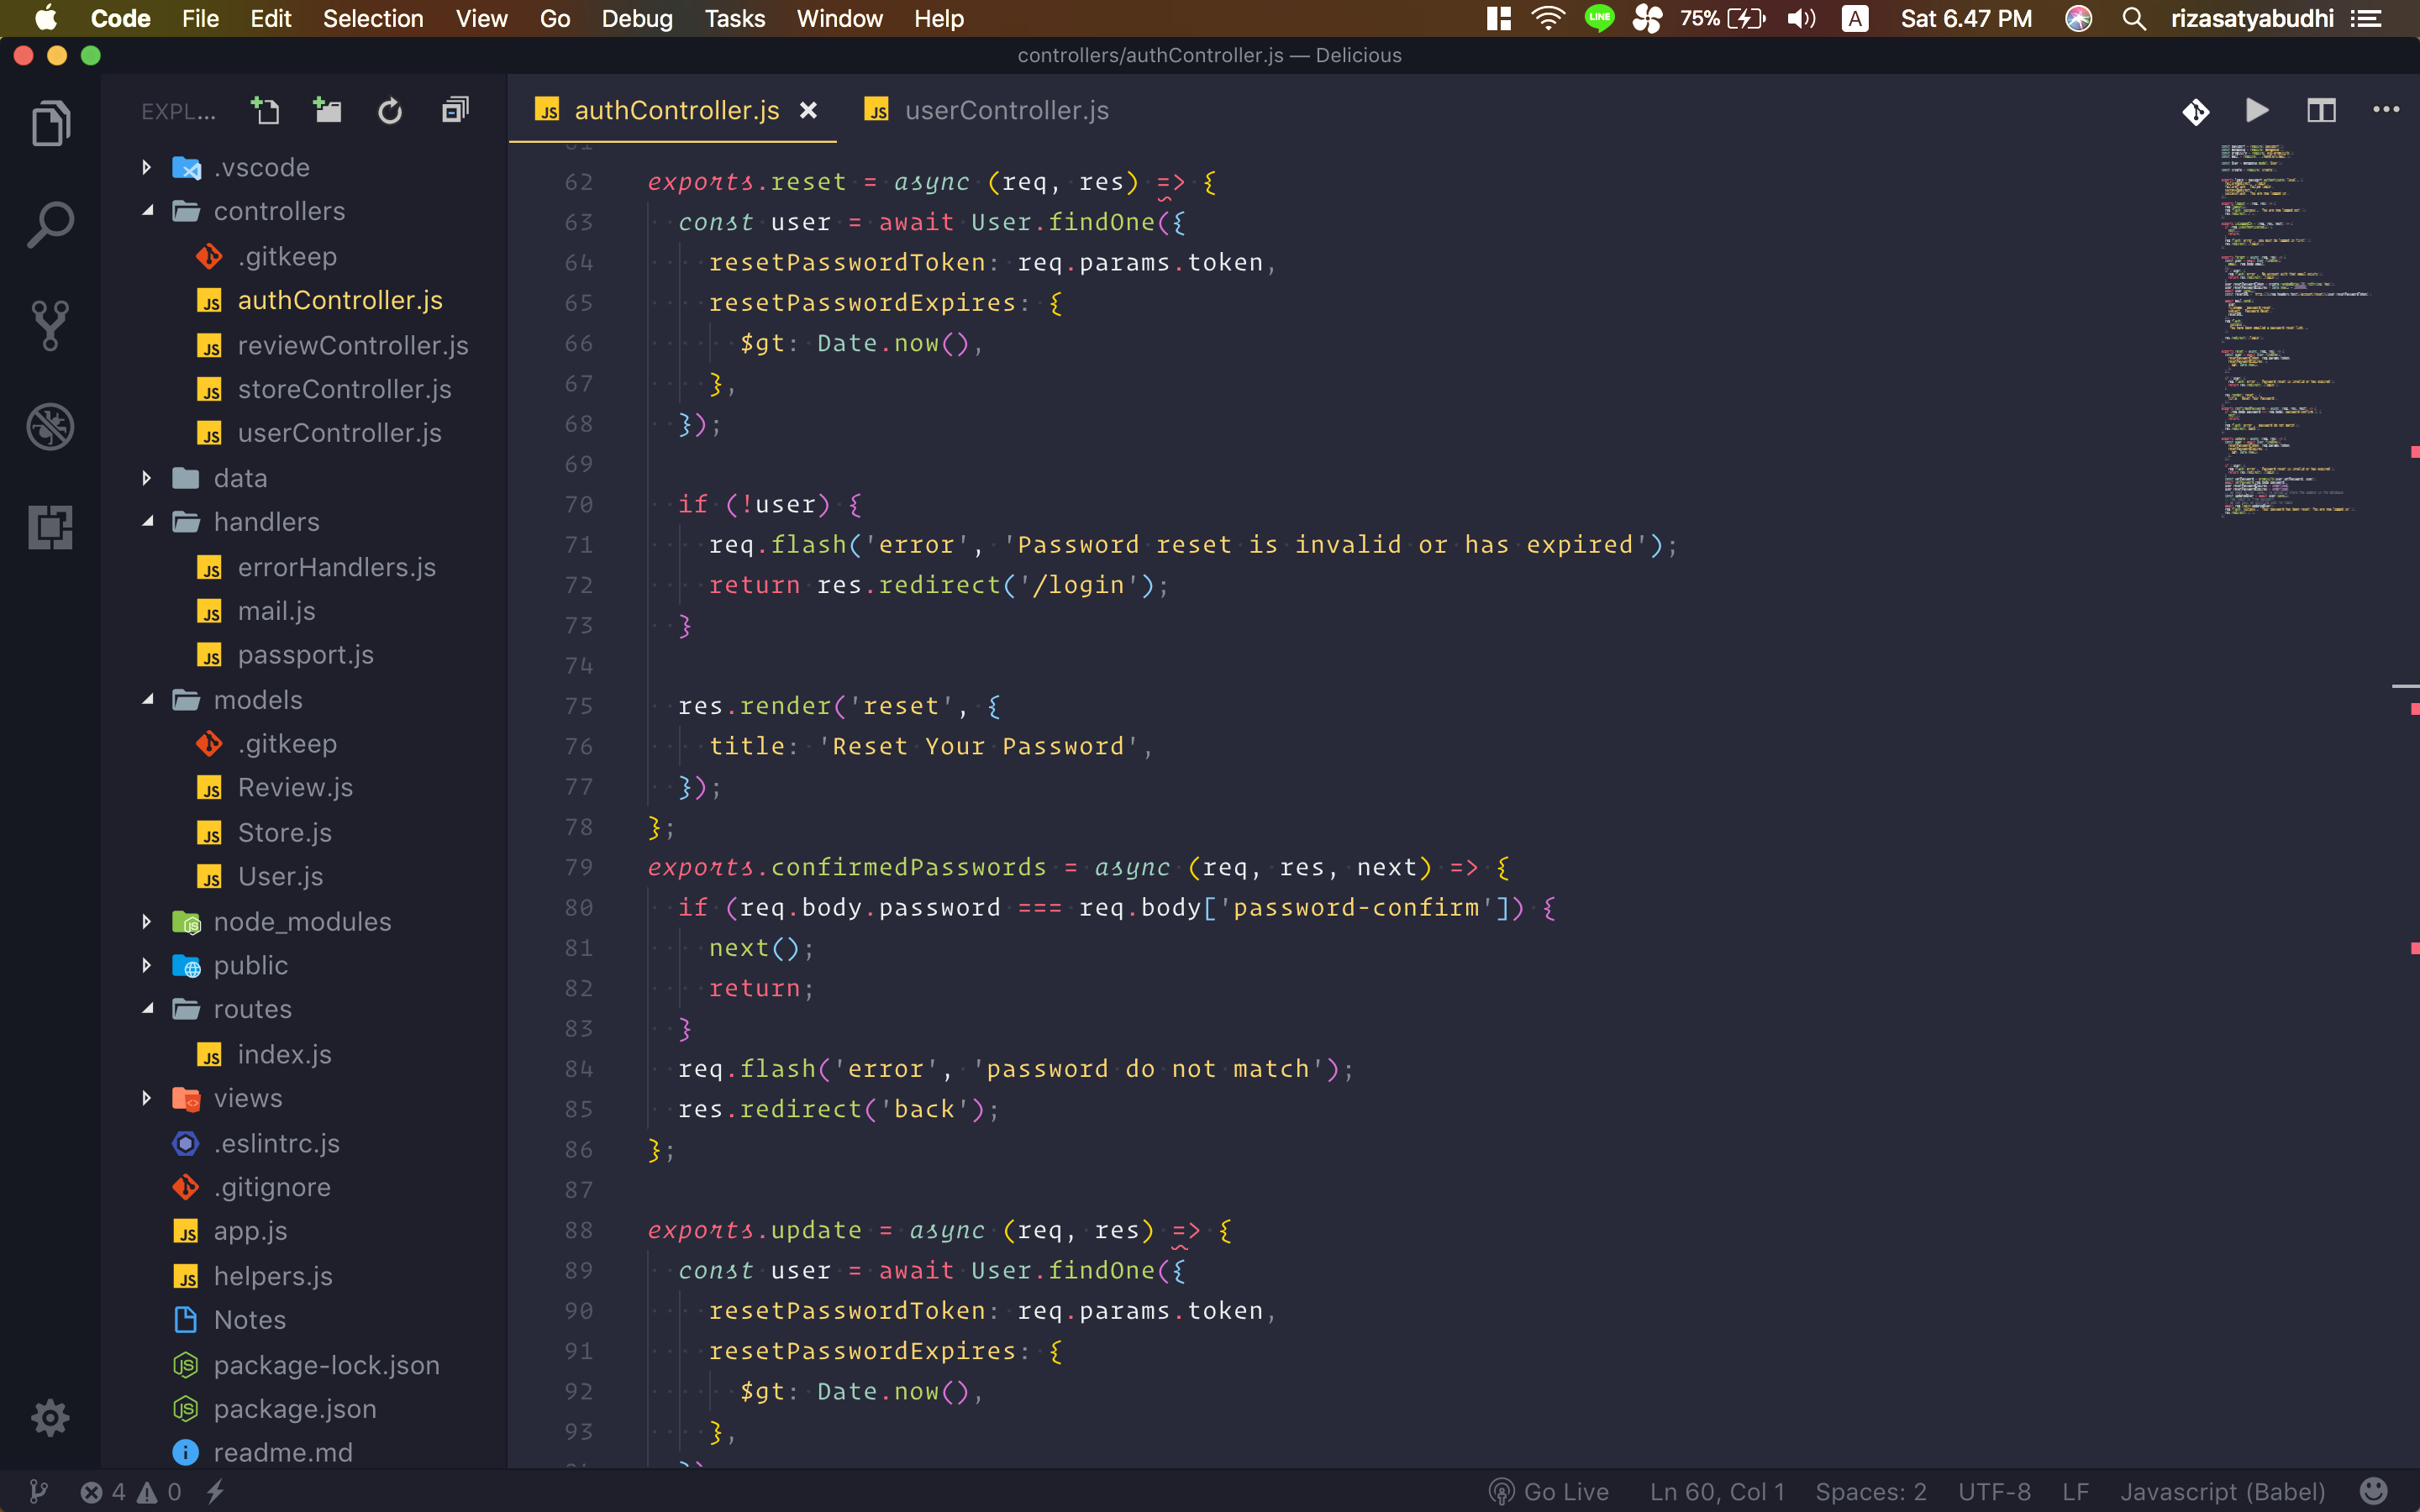 Code File Edit Selection View Go Debug Tasks Window Help LINE 75% A Sat 6.47 PM rizasatyabudhi
controllers/authController.js — Delicious
EXPL...
.vscode
controllers
.gitkeep
authController.js
reviewController.js
storeController.js
userController.js
data
handlers
errorHandlers.js
mail.js
passport.js
models
.gitkeep
Review.js
Store.js
User.js
node_modules
public
routes
index.js
views
.eslintrc.js
.gitignore
app.js
helpers.js
Notes
package-lock.json
package.json
readme.md
JS authController.js JS userController.js
62 exports.reset = async (req, res) => {
63 const user = await User.findOne({
64 resetPasswordToken: req.params.token,
65 resetPasswordExpires: {
66 $gt: Date.now(),
67 },
68 });
69
70 if (!user) {
71 req.flash('error', 'Password reset is invalid or has expired');
72 return res.redirect('/login');
73 }
74
75 res.render('reset', {
76 title: 'Reset Your Password',
77 });
78 };
79 exports.confirmedPasswords = async (req, res, next) => {
80 if (req.body.password === req.body['password-confirm']) {
81 next();
82 return;
83 }
84 req.flash('error', 'password do not match');
85 res.redirect('back');
86 };
87
88 exports.update = async (req, res) => {
89 const user = await User.findOne({
90 resetPasswordToken: req.params.token,
91 resetPasswordExpires: {
92 $gt: Date.now(),
93 },
4 0 Go Live Ln 60, Col 1 Spaces: 2 UTF-8 LF Javascript (Babel)